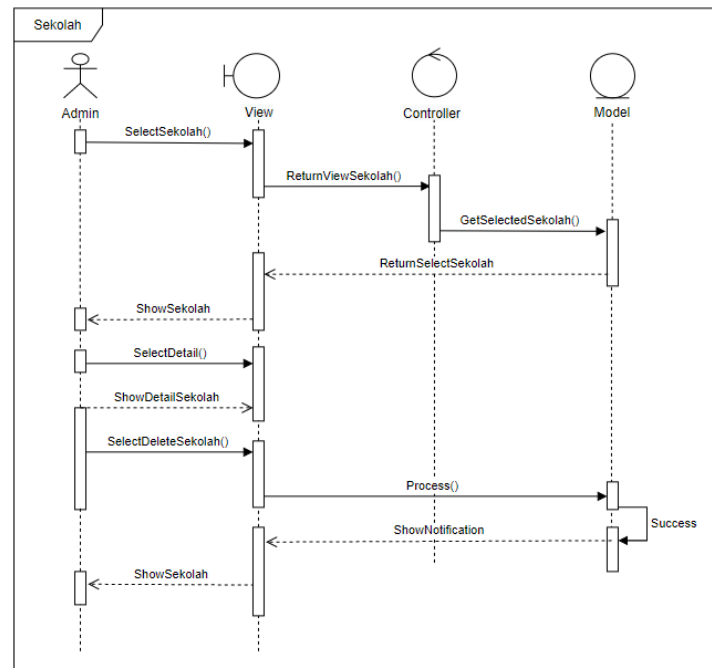 Sekolah
Admin
View
Controller
Model
SelectSekolah()
ReturnViewSekolah()
GetSelectedSekolah()
ReturnSelectSekolah
ShowSekolah
SelectDetail()
ShowDetailSekolah
SelectDeleteSekolah()
Process()
Success
ShowNotification
ShowSekolah